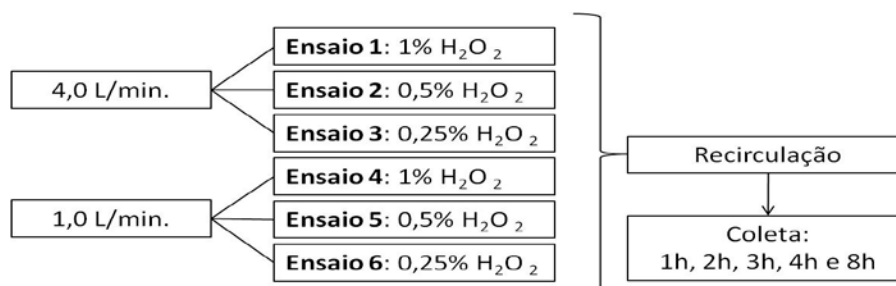 4,0 L/min.
Ensaio 1: 1% H₂O₂
Ensaio 2: 0,5% H₂O₂
Ensaio 3: 0,25% H₂O₂
1,0 L/min.
Ensaio 4: 1% H₂O₂
Ensaio 5: 0,5% H₂O₂
Ensaio 6: 0,25% H₂O₂
Recirculação
Coleta:
1h, 2h, 3h, 4h e 8h